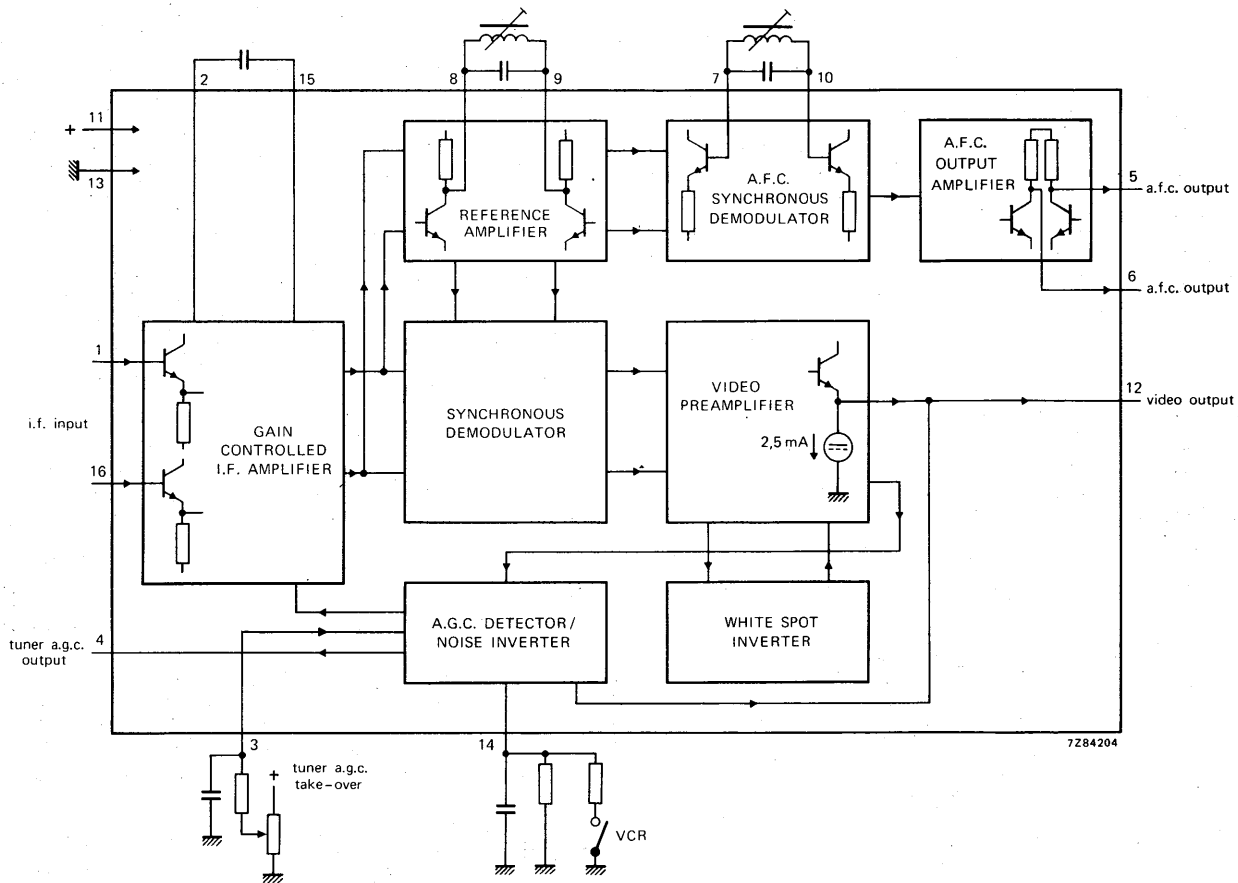 2
15
8
9
7
10
+
11
13
REFERENCE
AMPLIFIER
A.F.C.
SYNCHRONOUS
DEMODULATOR
A.F.C.
OUTPUT
AMPLIFIER
5
a.f.c. output
6
a.f.c. output
1
i.f. input
16
GAIN
CONTROLLED
I.F. AMPLIFIER
SYNCHRONOUS
DEMODULATOR
VIDEO
PREAMPLIFIER
2,5 mA
12
video output
tuner a.g.c.
output
4
A.G.C. DETECTOR/
NOISE INVERTER
WHITE SPOT
INVERTER
3
14
7Z84204
+
tuner a.g.c.
take-over
VCR